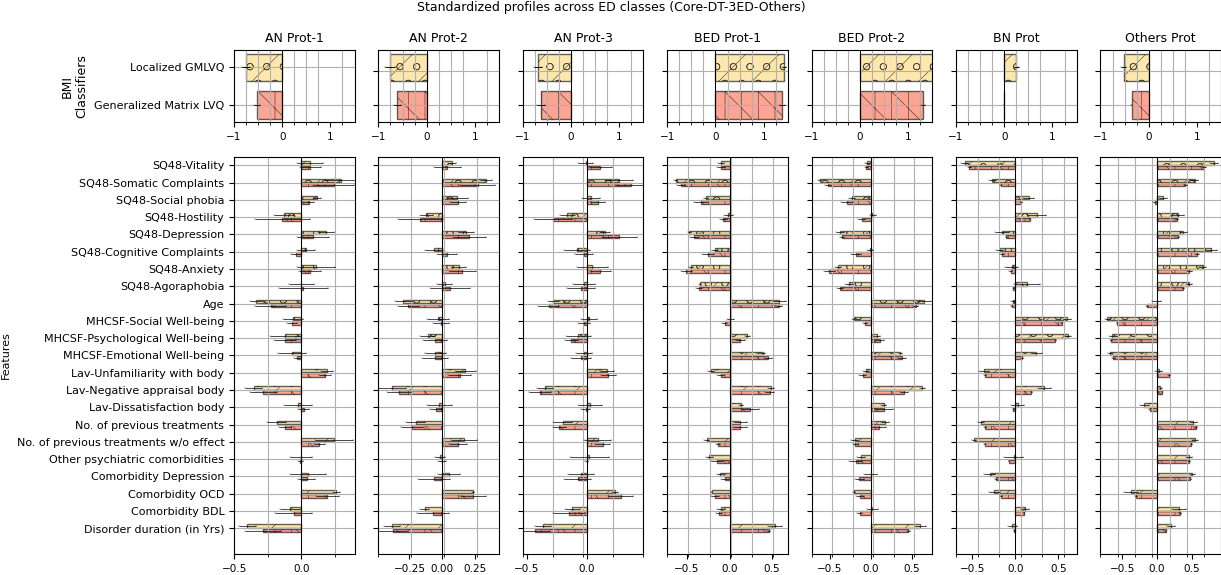 Standardized profiles across ED classes (Core-DT-3ED-Others)
AN Prot-1 AN Prot-2 AN Prot-3 BED Prot-1 BED Prot-2 BN Prot Others Prot
BMI
Classifiers
Localized GMLVQ
Generalized Matrix LVQ
−1 0 1 −1 0 1 −1 0 1 −1 0 1 −1 0 1 −1 0 1 −1 0 1
Features
SQ48-Vitality
SQ48-Somatic Complaints
SQ48-Social phobia
SQ48-Hostility
SQ48-Depression
SQ48-Cognitive Complaints
SQ48-Anxiety
SQ48-Agoraphobia
Age
MHCSF-Social Well-being
MHCSF-Psychological Well-being
MHCSF-Emotional Well-being
Lav-Unfamiliarity with body
Lav-Negative appraisal body
Lav-Dissatisfaction body
No. of previous treatments
No. of previous treatments w/o effect
Other psychiatric comorbidities
Comorbidity Depression
Comorbidity OCD
Comorbidity BDL
Disorder duration (in Yrs)
−0.5 0.0 −0.25 0.00 0.25 −0.5 0.0 −0.5 0.0 0.5 −0.5 0.0 0.5 −0.5 0.0 0.5 −0.5 0.0 0.5